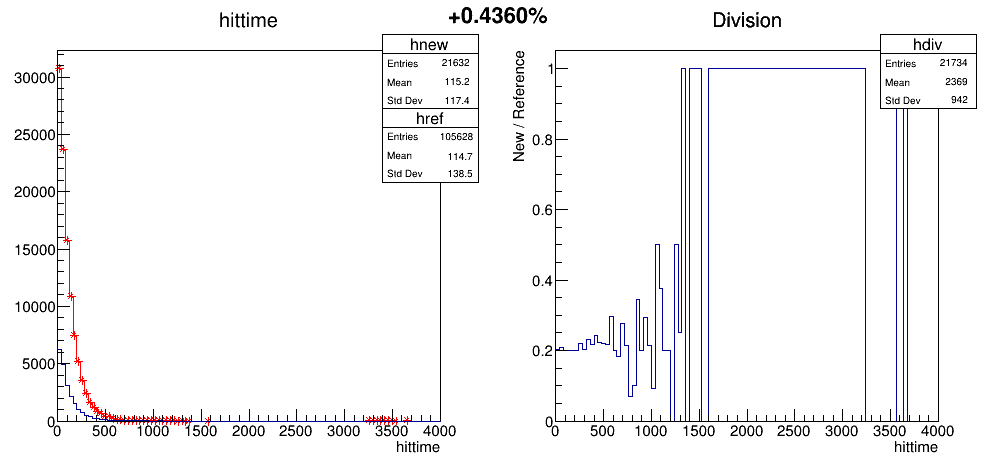 +0.4360%
hittime
hnew
Entries 21632
Mean 115.2
Std Dev 117.4
href
Entries 105628
Mean 114.7
Std Dev 138.5
30000
25000
20000
15000
10000
5000
0
0 500 1000 1500 2000 2500 3000 3500 4000
hittime
Division
hdiv
Entries 21734
Mean 2369
Std Dev 942
New / Reference
1
0.8
0.6
0.4
0.2
0
0 500 1000 1500 2000 2500 3000 3500 4000
hittime